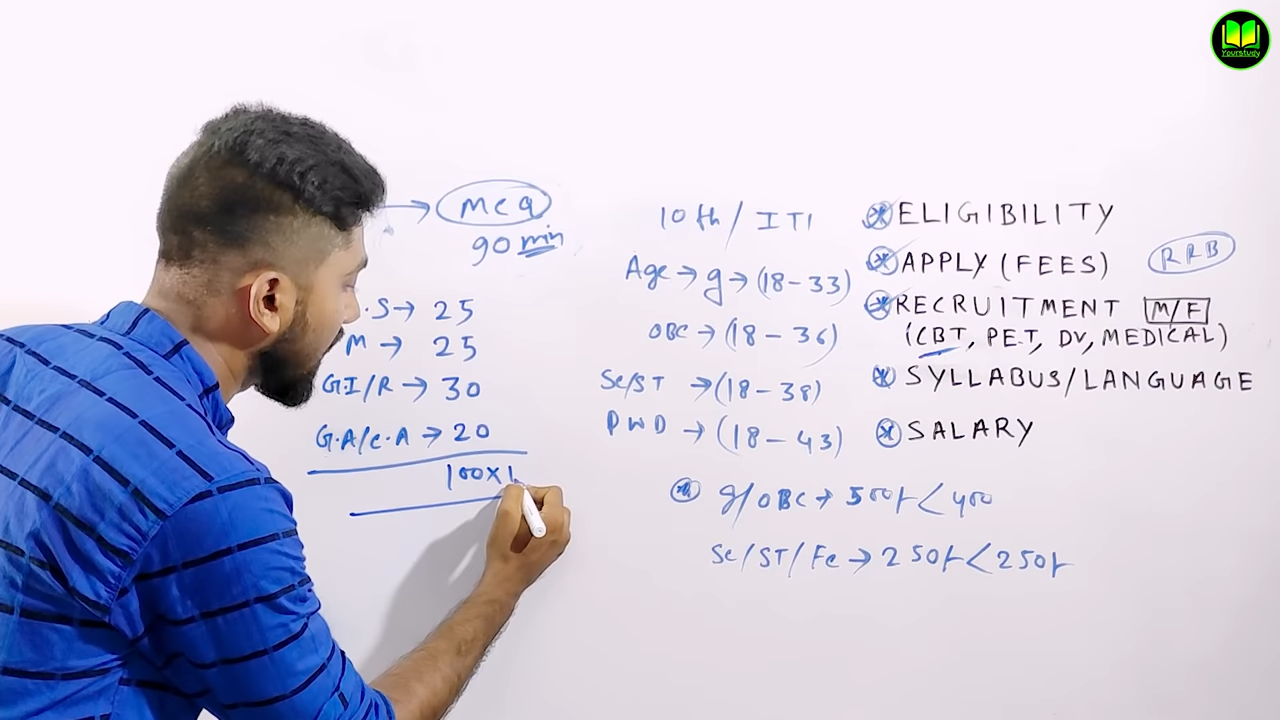 Yourstudy
MCQ
90 min
.S → 25
M → 25
GI/R → 30
G.A/C.A → 20
100×1
10th / ITI
Age → g → (18-33)
OBC → (18 - 36)
SC/ST → (18-38)
PWD → (18-43)
g/OBC → 500/- < 400
SC/ST/Fe → 250/- < 250/-
ELIGIBILITY
APPLY (FEES) RRB
RECRUITMENT M/F
(CBT, PET, DV, MEDICAL)
SYLLABUS/LANGUAGE
SALARY